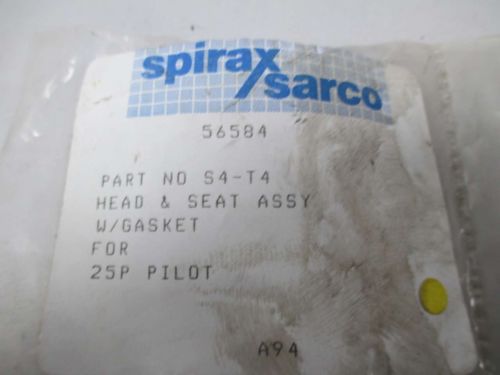 spirax
sarco
56584
PART NO S4-T4
HEAD & SEAT ASSY
W/GASKET
FOR
25P PILOT
A94